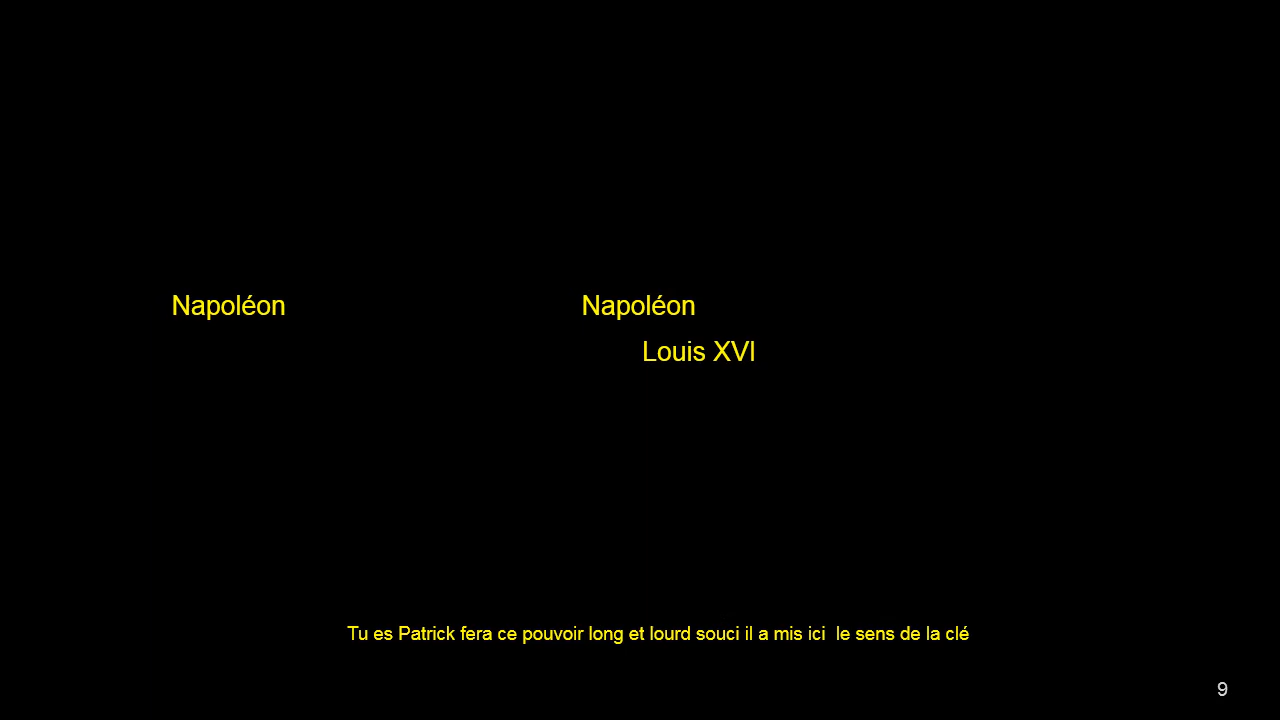 Napoléon Napoléon
Louis XVI
Tu es Patrick fera ce pouvoir long et lourd souci il a mis ici  le sens de la clé
9